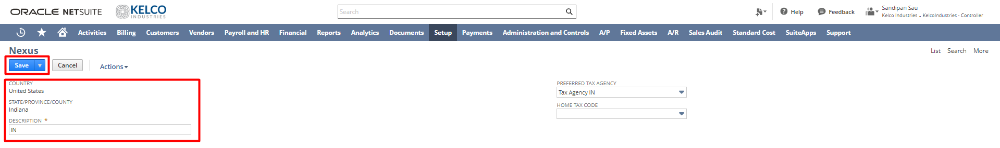 ORACLE NETSUITE KELCO INDUSTRIES Search Help Feedback Sandipan Sau
Kelco Industries - KelcoIndustries - Controller
Activities Billing Customers Vendors Payroll and HR Financial Reports Analytics Documents Setup Payments Administration and Controls A/P Fixed Assets A/R Sales Audit Standard Cost SuiteApps Support
Nexus List Search More
Save Cancel Actions
COUNTRY PREFERRED TAX AGENCY
United States Tax Agency IN
STATE/PROVINCE/COUNTY HOME TAX CODE
Indiana
DESCRIPTION *
IN